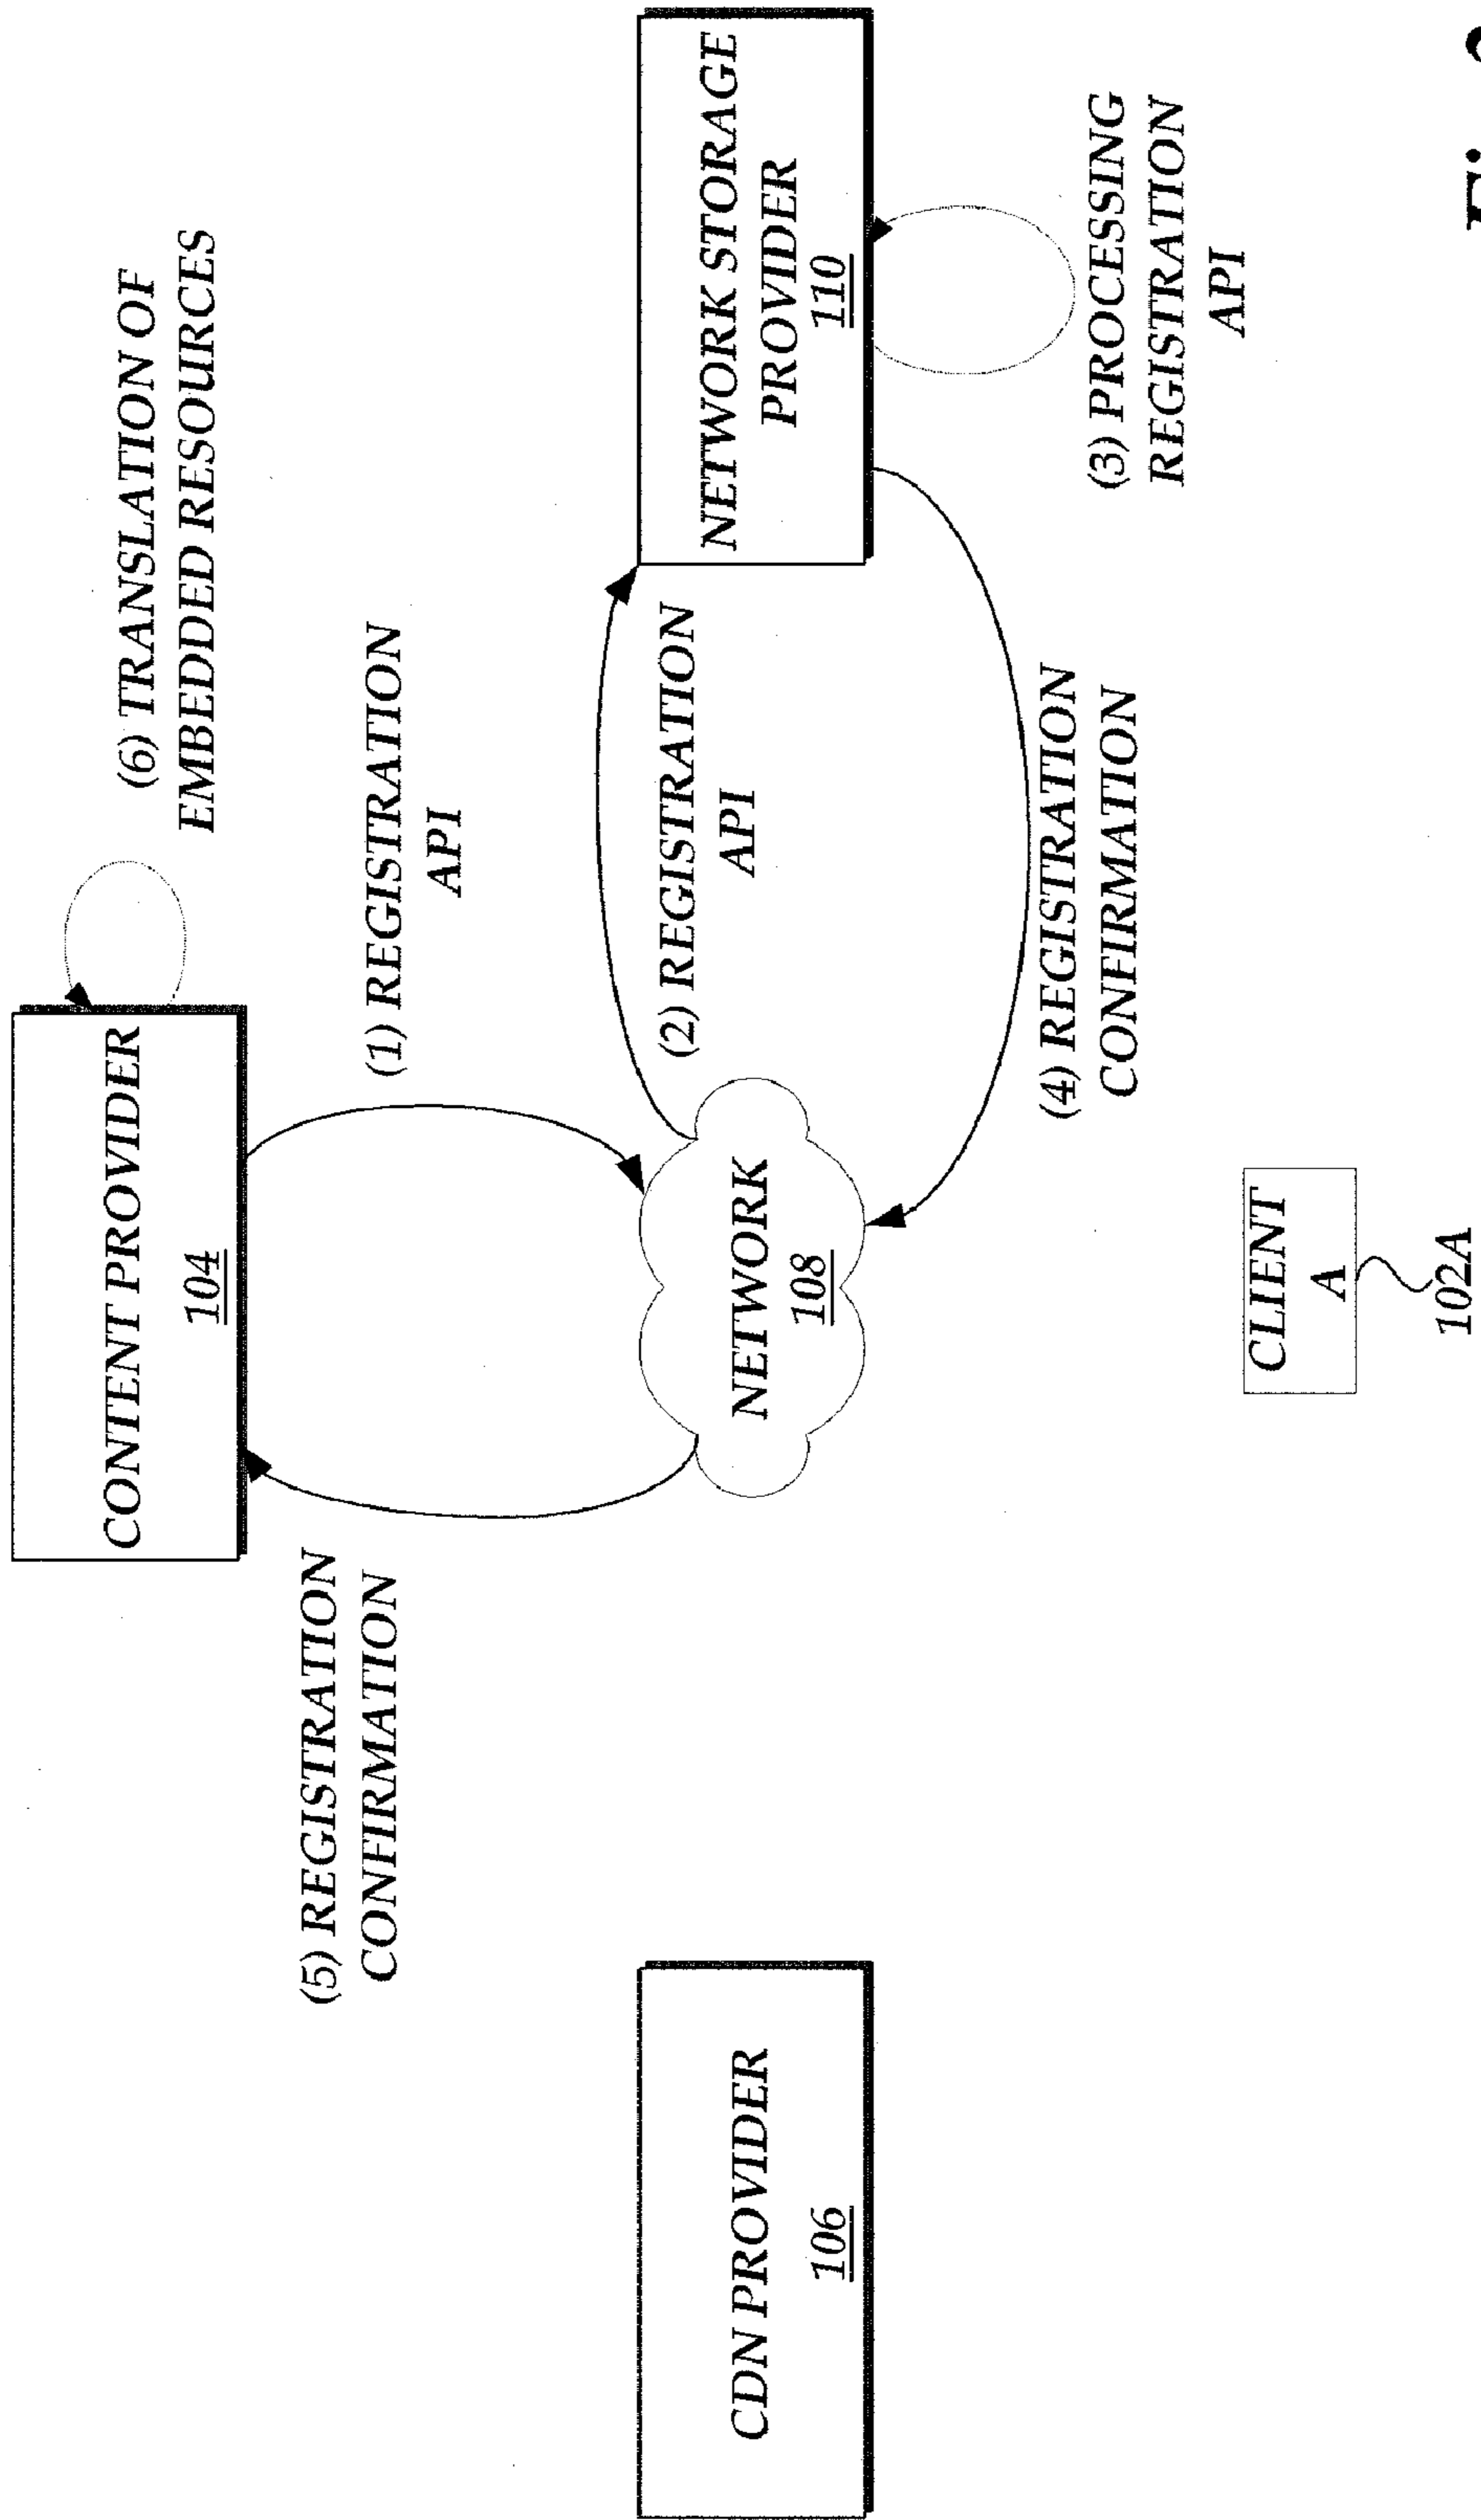 CONTENT PROVIDER
104
(6) TRANSLATION OF
EMBEDDED RESOURCES
(5) REGISTRATION
CONFIRMATION
(1) REGISTRATION
API
CDN PROVIDER
106
NETWORK
108
(2) REGISTRATION
API
NETWORK STORAGE
PROVIDER
110
(4) REGISTRATION
CONFIRMATION
(3) PROCESSING
REGISTRATION
API
CLIENT
A
102A